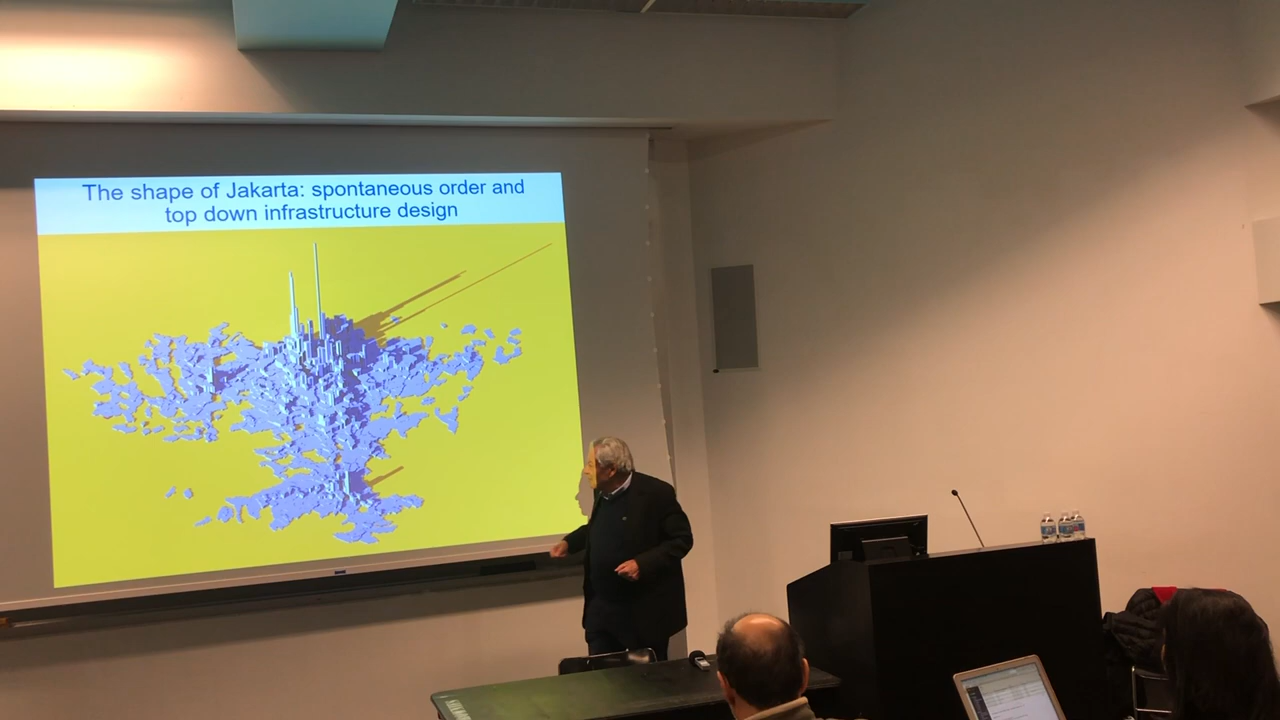 The shape of Jakarta: spontaneous order and
top down infrastructure design